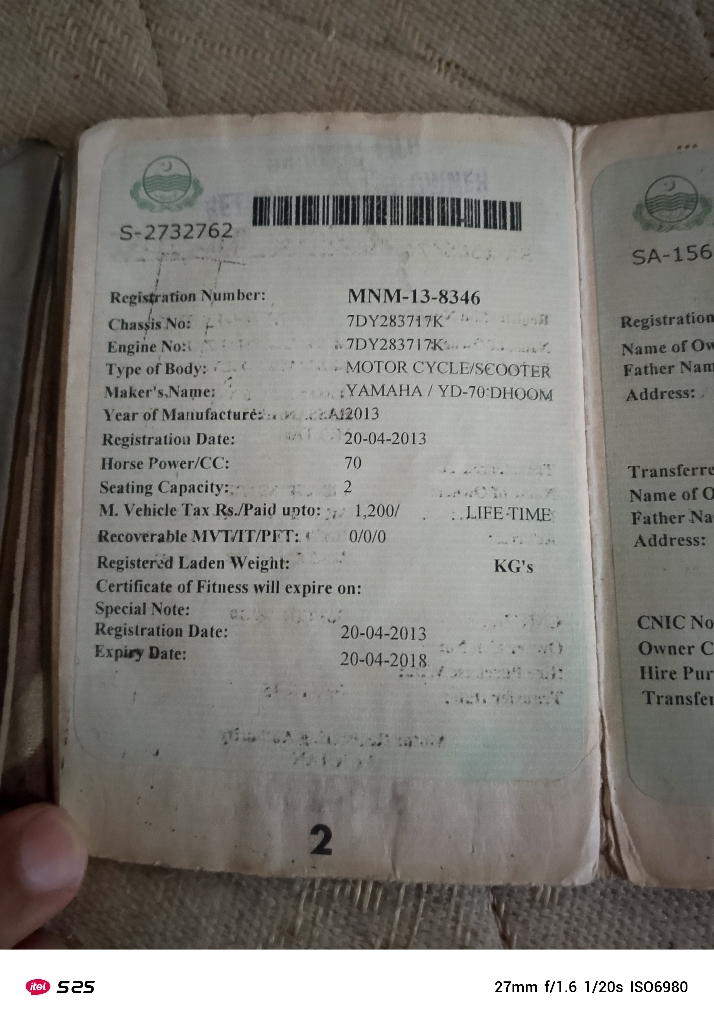 S-2732762
Registration Number: MNM-13-8346
Chassis No: 7DY283717K
Engine No: 7DY283717K
Type of Body: MOTOR CYCLE/SCOOTER
Maker's Name: YAMAHA / YD-70 DHOOM
Year of Manufacture: 2013
Registration Date: 20-04-2013
Horse Power/CC: 70
Seating Capacity: 2
M. Vehicle Tax Rs./Paid upto: 1,200/ LIFE TIME
Recoverable MVT/IT/PFT: 0/0/0
Registered Laden Weight: KG's
Certificate of Fitness will expire on:
Special Note:
Registration Date: 20-04-2013
Expiry Date: 20-04-2018
2
SA-156
Registration
Name of Ow
Father Nam
Address:
Transferre
Name of O
Father Na
Address:
CNIC No
Owner C
Hire Pur
Transfer
itel S25
27mm f/1.6 1/20s ISO6980